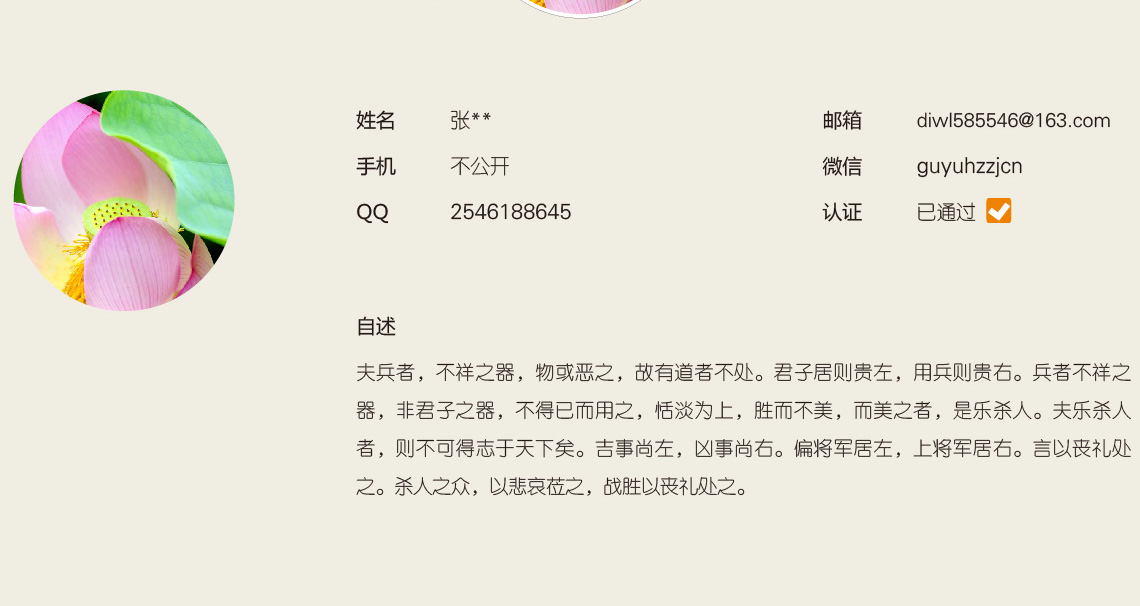 姓名 张** 邮箱 diwl585546@163.com
手机 不公开 微信 guyuhzzjcn
QQ 2546188645 认证 已通过
自述
夫兵者，不祥之器，物或恶之，故有道者不处。君子居则贵左，用兵则贵右。兵者不祥之
器，非君子之器，不得已而用之，恬淡为上，胜而不美，而美之者，是乐杀人。夫乐杀人
者，则不可得志于天下矣。吉事尚左，凶事尚右。偏将军居左，上将军居右。言以丧礼处
之。杀人之众，以悲哀莅之，战胜以丧礼处之。